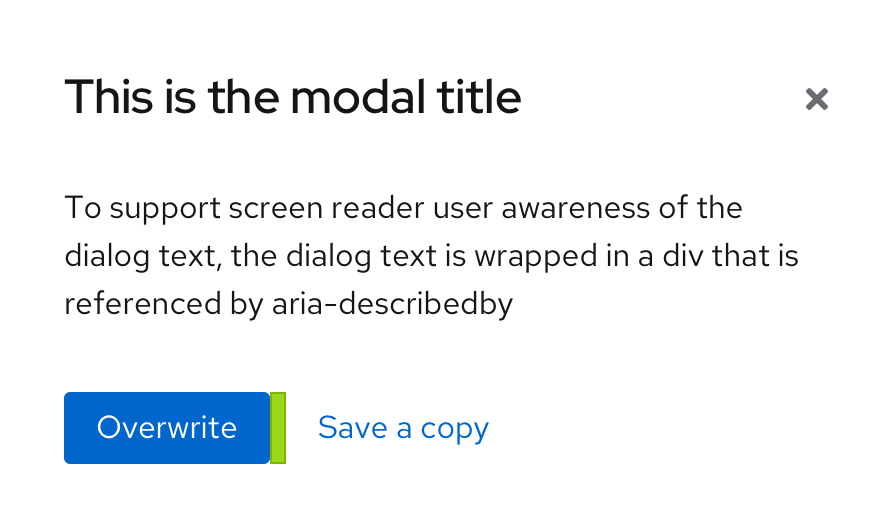 This is the modal title
To support screen reader user awareness of the
dialog text, the dialog text is wrapped in a div that is
referenced by aria-describedby
Overwrite
Save a copy